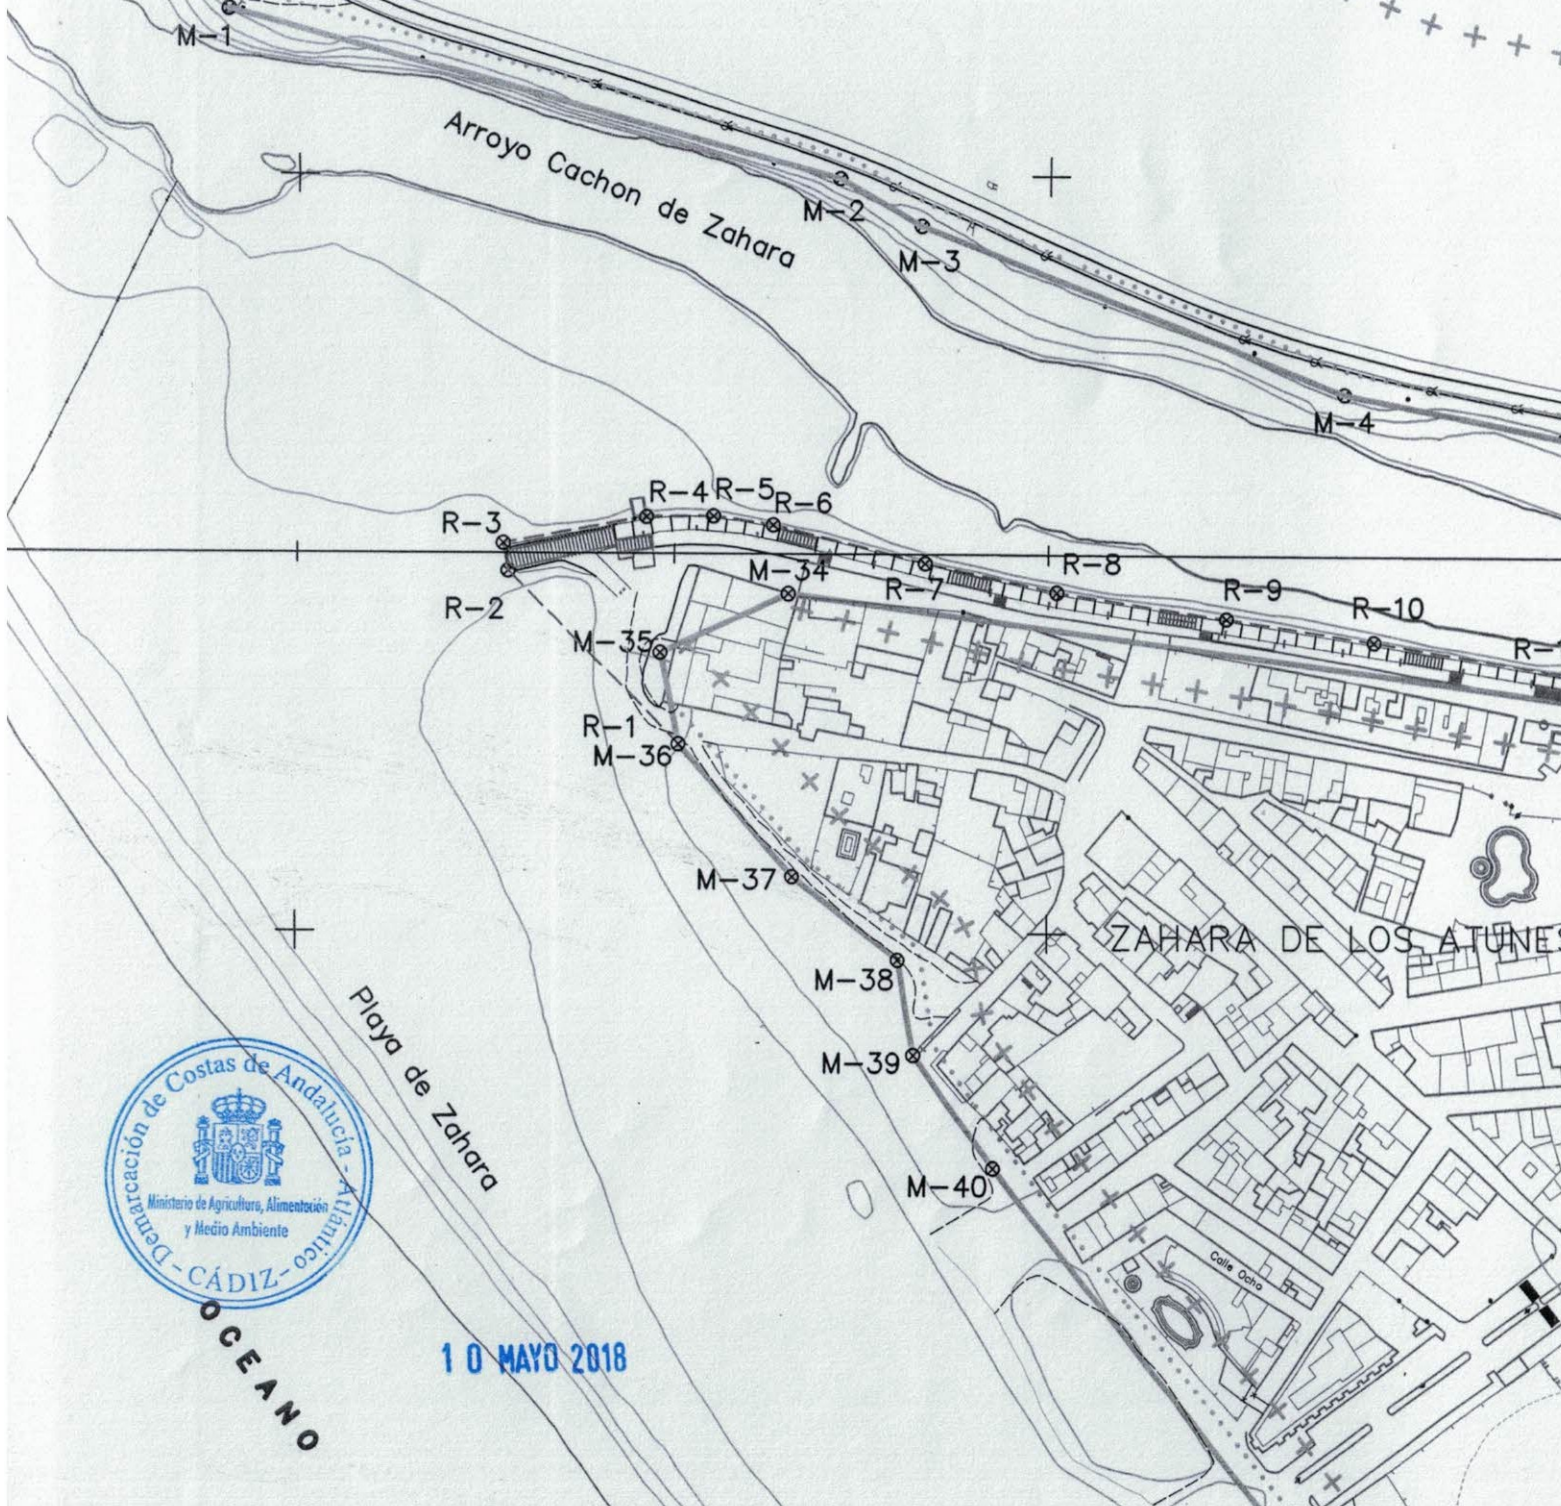 M-1
Arroyo Cachon de Zahara
M-2
M-3
M-4
R-3
R-4
R-5
R-6
R-2
M-34
R-7
R-8
R-9
R-10
M-35
R-1
M-36
M-37
M-38
ZAHARA DE LOS ATUNES
M-39
M-40
Playa de Zahara
Calle Ocho
Demarcación de Costas de Andalucía - Atlántico -
Ministerio de Agricultura, Alimentación
y Medio Ambiente
- CÁDIZ -
OCEANO
10 MAYO 2018